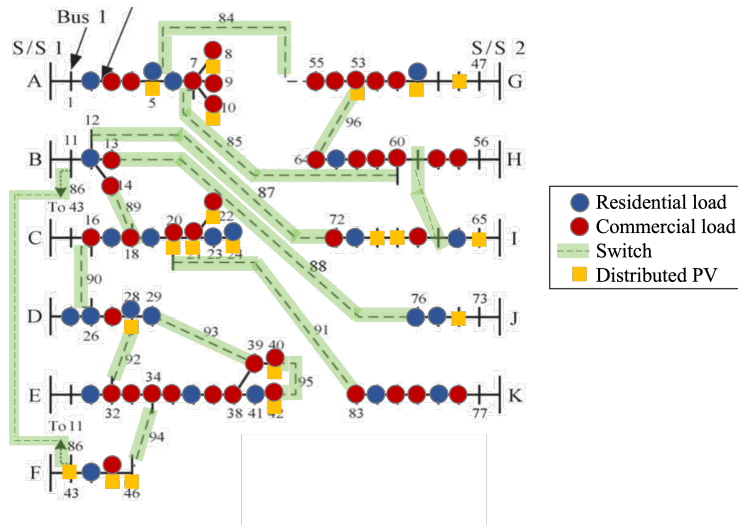 Bus 1
84
S/S 1
S/S 2
7
8
55
53
47
A
9
G
1
5
10
96
85
12
11
13
60
56
B
64
H
86
14
87
To 43
89
16
20
22
72
65
C
I
18
21
23
24
88
90
28
29
76
73
D
93
91
J
26
92
39
40
34
95
E
K
32
38
41
42
83
77
To 11
94
86
F
43
46
Residential load
Commercial load
Switch
Distributed PV